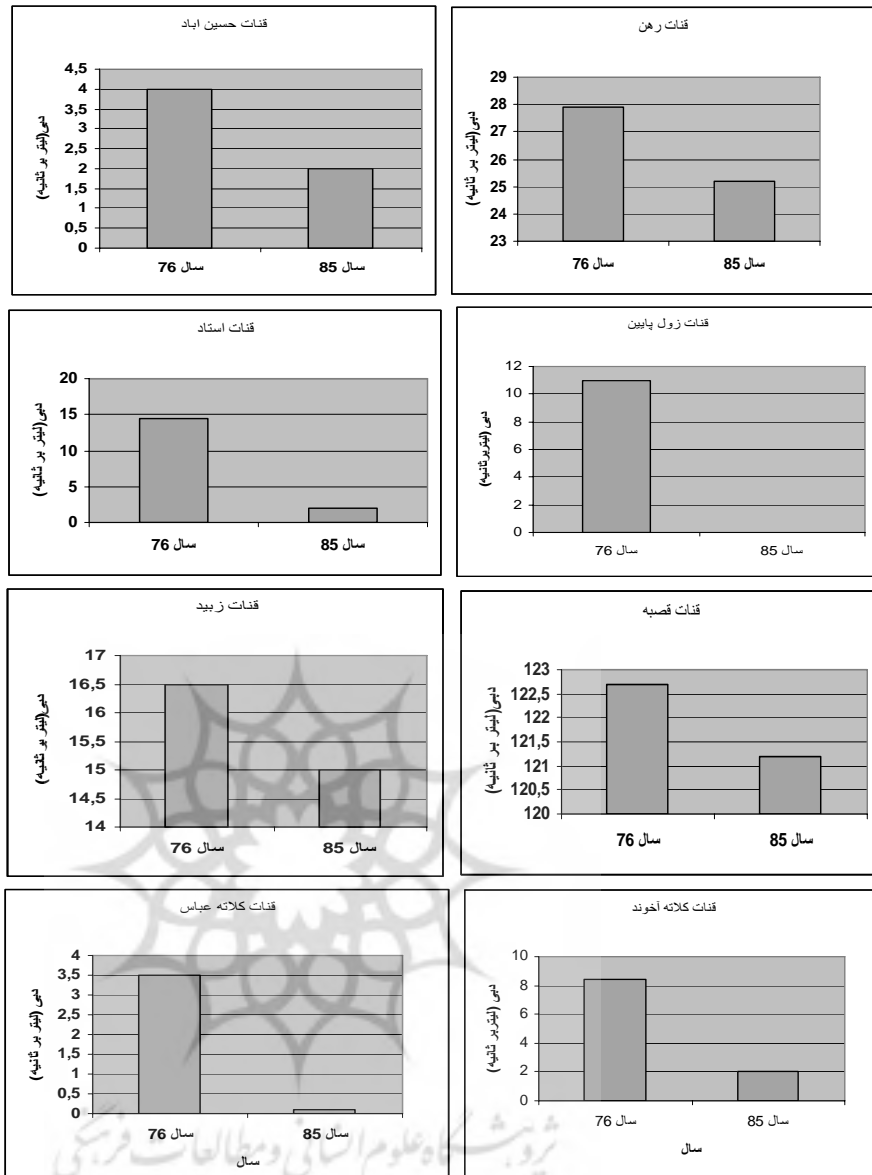 قنات حسین اباد
دبی(لیتر بر ثانیه)
4,5
4
3,5
3
2,5
2
1,5
1
0,5
0
سال 76
سال 85
قنات رهن
دبی(لیتر بر ثانیه)
29
28
27
26
25
24
23
سال 76
سال 85
قنات استاد
دبی(لیتر بر ثانیه)
20
15
10
5
0
سال 76
سال 85
قنات زول پایین
دبی (لیتربرثانیه)
12
10
8
6
4
2
0
سال 76
سال 85
قنات زبید
دبی(لیتر بر ثانیه)
17
16,5
16
15,5
15
14,5
14
سال 76
سال 85
قنات قصبه
دبی(لیتر بر ثانیه)
123
122,5
122
121,5
121
120,5
120
سال 76
سال 85
قنات کلاته عباس
دبی (لیتر بر ثانیه)
4
3,5
3
2,5
2
1,5
1
0,5
0
سال 76
سال 85
سال
قنات کلاته آخوند
دبی (لیتربر ثانیه)
10
8
6
4
2
0
سال 76
سال 85
سال
پژوهشگاه علوم انسانی و مطالعات فرهنگی